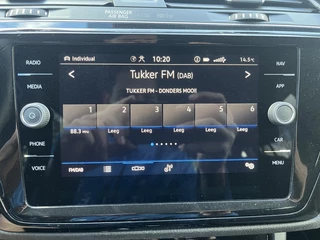 PASSENGER
AIR BAG
RADIO
MEDIA
PHONE
VOICE
NAV
APP
CAR
MENU
Individual
10:20
14.5°C
Tukker FM (DAB)
TUKKER FM - DONDERS MOOI!
1 2 3 4 5 6
88.3 MHz Leeg Leeg Leeg Leeg Leeg
FM/DAB